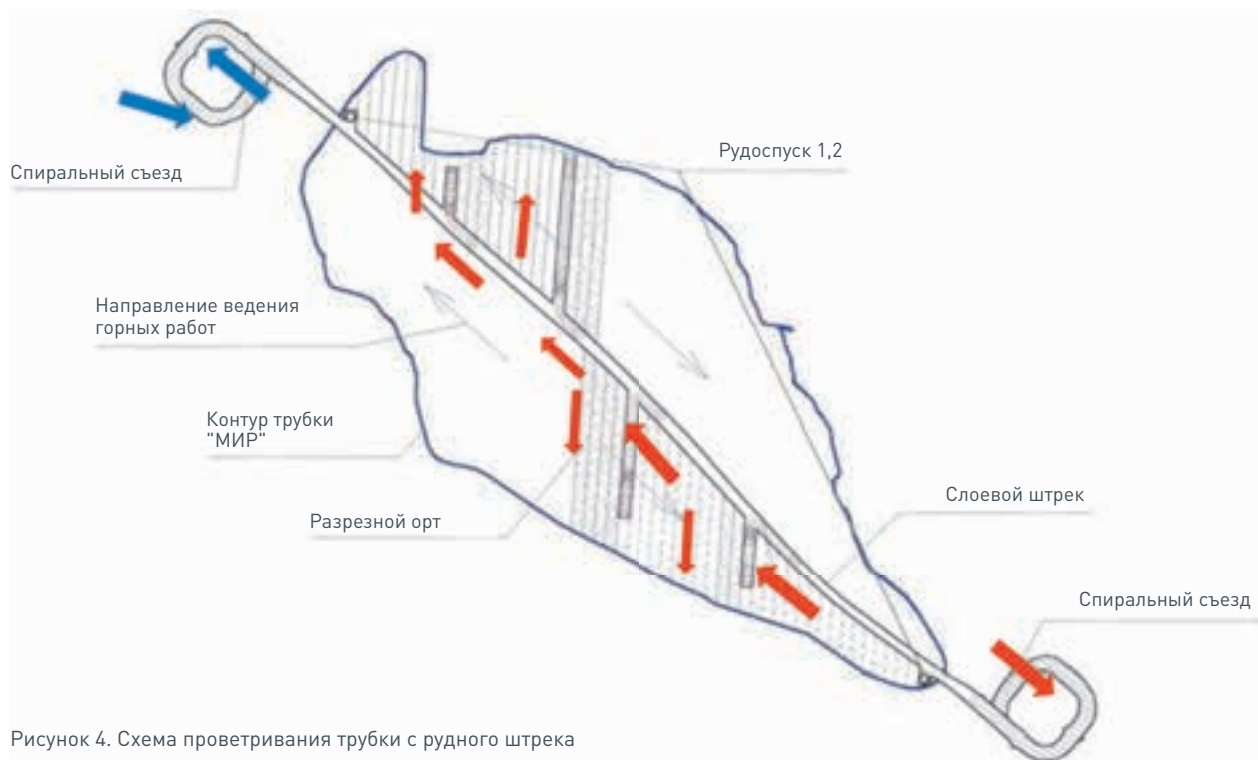 Спиральный съезд
Рудоспуск 1,2
Направление ведения
горных работ
Контур трубки
"МИР"
Разрезной орт
Слоевой штрек
Спиральный съезд
Рисунок 4. Схема проветривания трубки с рудного штрека